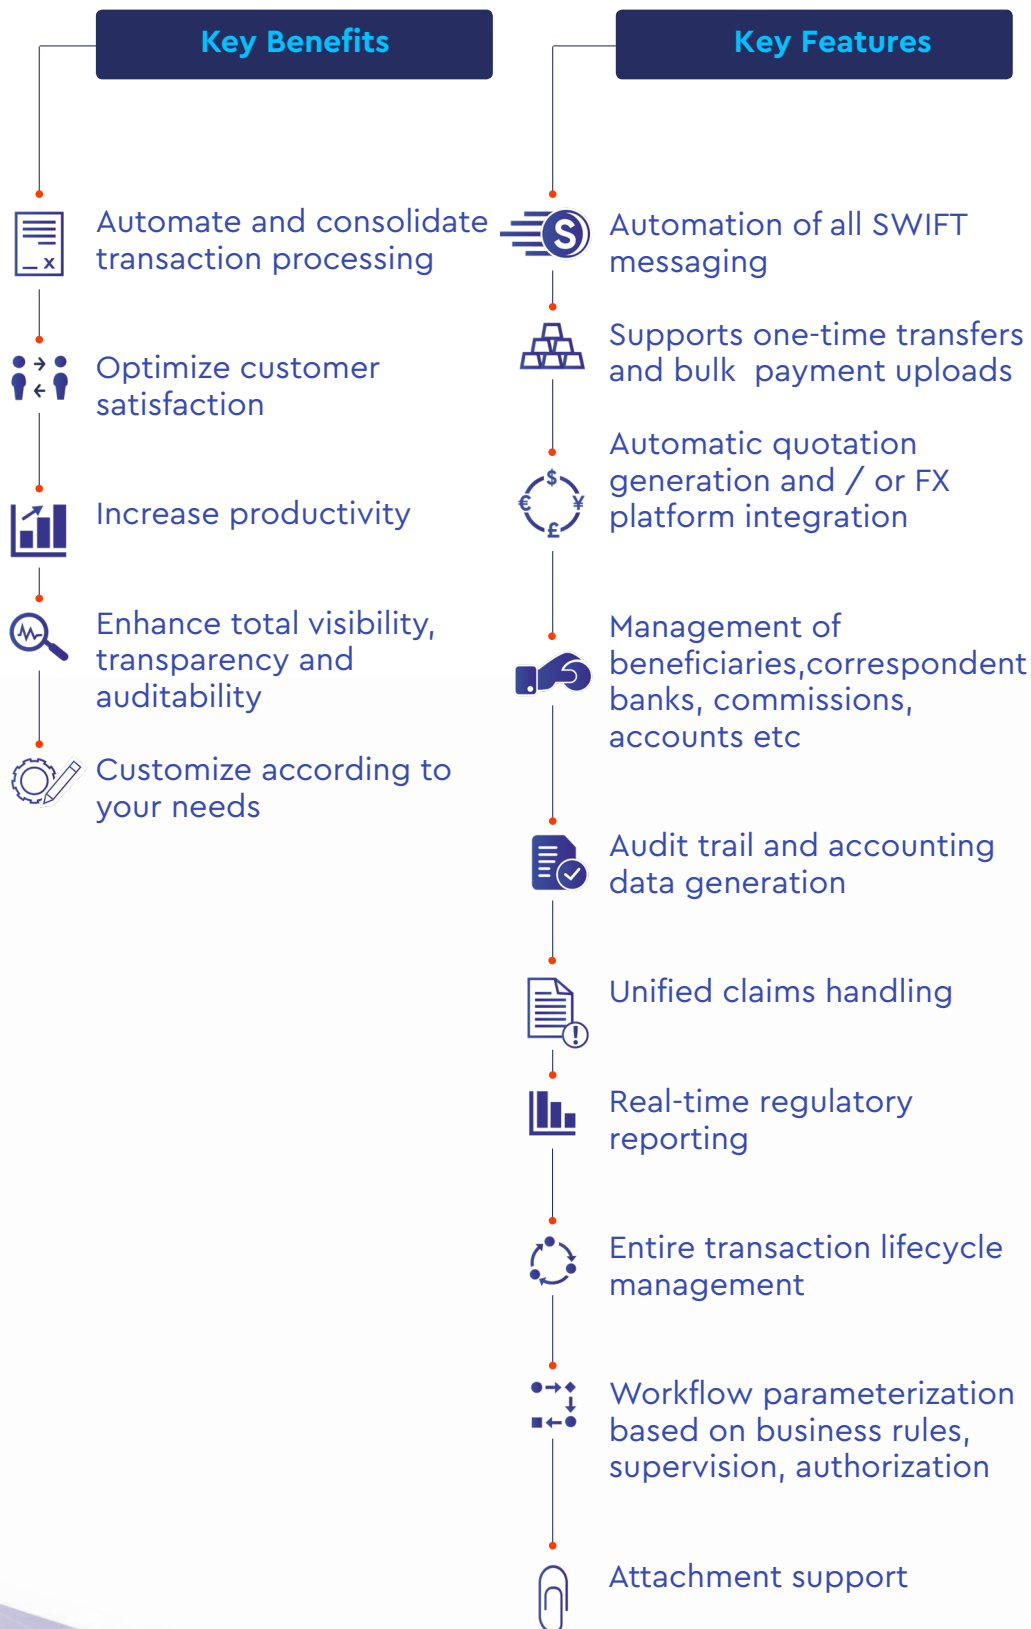 Key Benefits
Automate and consolidate
transaction processing
Optimize customer
satisfaction
Increase productivity
Enhance total visibility,
transparency and
auditability
Customize according to
your needs
Key Features
Automation of all SWIFT
messaging
Supports one-time transfers
and bulk  payment uploads
Automatic quotation
generation and / or FX
platform integration
Management of
beneficiaries,correspondent
banks, commissions,
accounts etc
Audit trail and accounting
data generation
Unified claims handling
Real-time regulatory
reporting
Entire transaction lifecycle
management
Workflow parameterization
based on business rules,
supervision, authorization
Attachment support